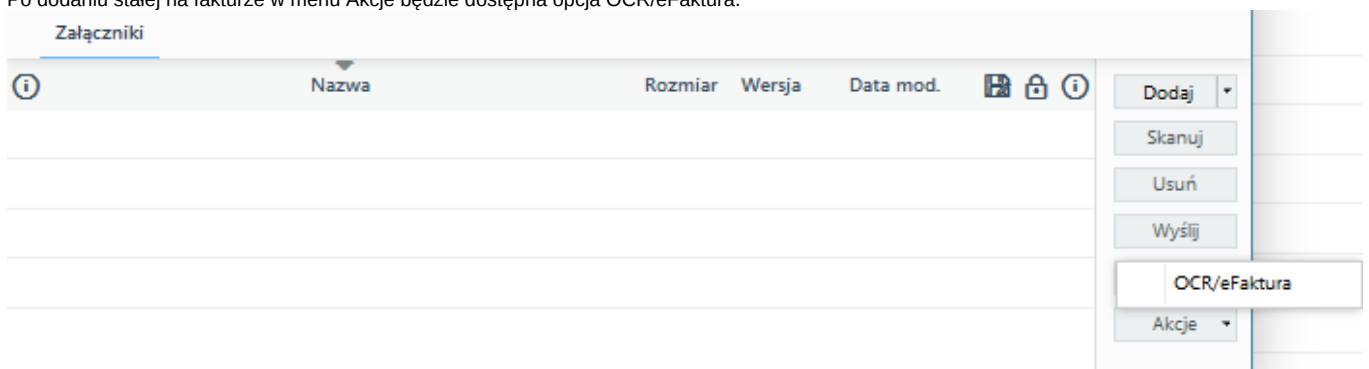 Po dodaniu stałej na fakturze w menu Akcje będzie dostępna opcja OCR/eFaktura.
Załączniki
Nazwa Rozmiar Wersja Data mod.
Dodaj
Skanuj
Usuń
Wyślij
OCR/eFaktura
Akcje